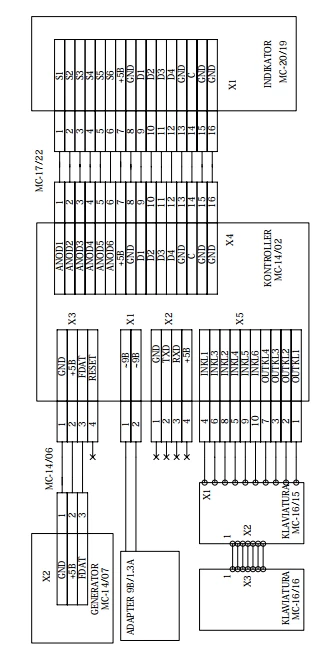 INDIKATOR
MC-20/19
X1
S1
S2
S3
S4
S5
S6
+5B
GND
D1
D2
D3
D4
GND
C
GND
GND
1
2
3
4
5
6
7
8
9
10
11
12
13
14
15
16
MC-17/22
1
2
3
4
5
6
7
8
9
10
11
12
13
14
15
16
ANOD1
ANOD2
ANOD3
ANOD4
ANOD5
ANOD6
+5B
GND
D1
D2
D3
D4
GND
C
GND
GND
X4
KONTROLLER
MC-14/02
X3
GND
+5B
FDAT
RESET
1
2
3
4
X1
~9B
~9B
1
2
X2
GND
TXD
RXD
+5B
1
2
3
4
X5
INKL1
INKL3
INKL2
INKL4
INKL5
INKL6
OUTKL4
OUTKL3
OUTKL2
OUTKL1
4
6
8
5
9
10
7
3
2
1
MC-14/06
1
2
3
GND
+5B
FDAT
X2
GENERATOR
MC-14/07
ADAPTER 9B/1.3A
X1
KLAVIATURA
MC-16/15
X2
1
1
X3
KLAVIATURA
MC-16/16